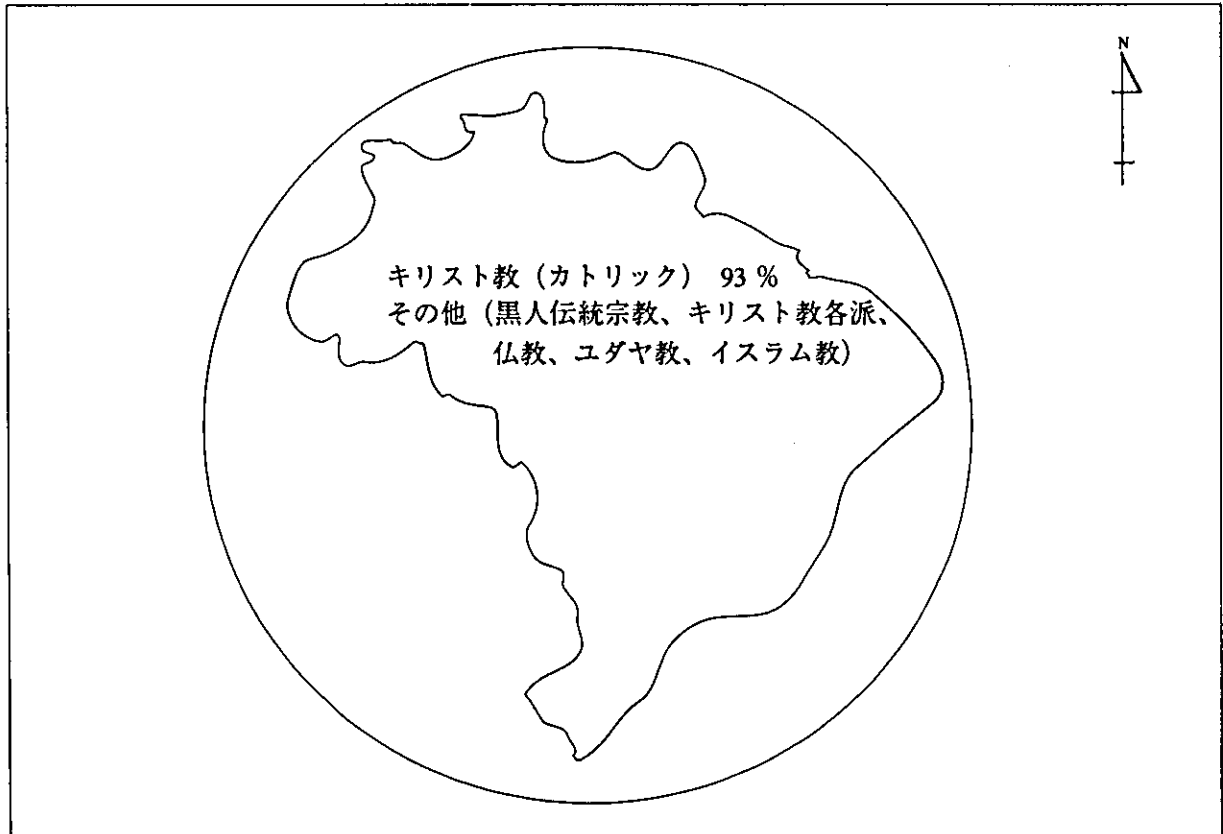 N
キリスト教(カトリック) 93 %
その他(黒人伝統宗教、キリスト教各派、
仏教、ユダヤ教、イスラム教)